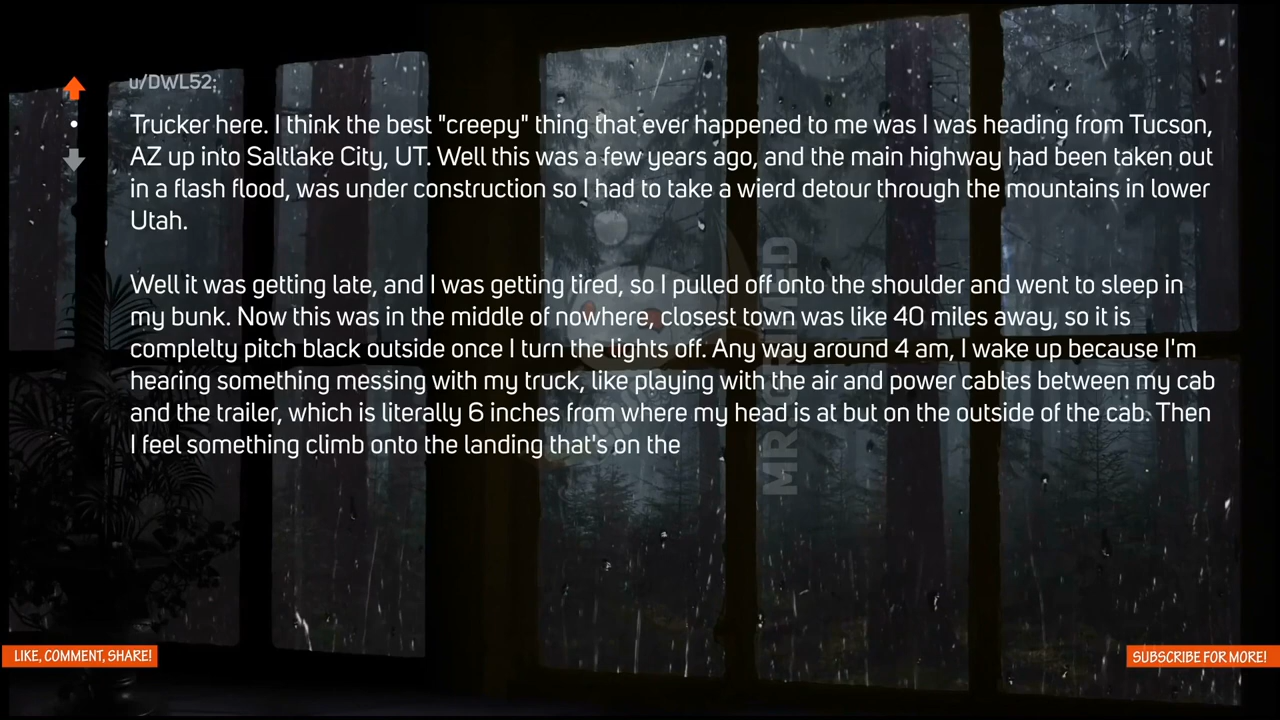 u/DWL52;
Trucker here. I think the best "creepy" thing that ever happened to me was I was heading from Tucson,
AZ up into Saltlake City, UT. Well this was a few years ago, and the main highway had been taken out
in a flash flood, was under construction so I had to take a wierd detour through the mountains in lower
Utah.
Well it was getting late, and I was getting tired, so I pulled off onto the shoulder and went to sleep in
my bunk. Now this was in the middle of nowhere, closest town was like 40 miles away, so it is
complelty pitch black outside once I turn the lights off. Any way around 4 am, I wake up because I'm
hearing something messing with my truck, like playing with the air and power cables between my cab
and the trailer, which is literally 6 inches from where my head is at but on the outside of the cab. Then
I feel something climb onto the landing that's on the
MR.GRIMED
LIKE, COMMENT, SHARE!
SUBSCRIBE FOR MORE!